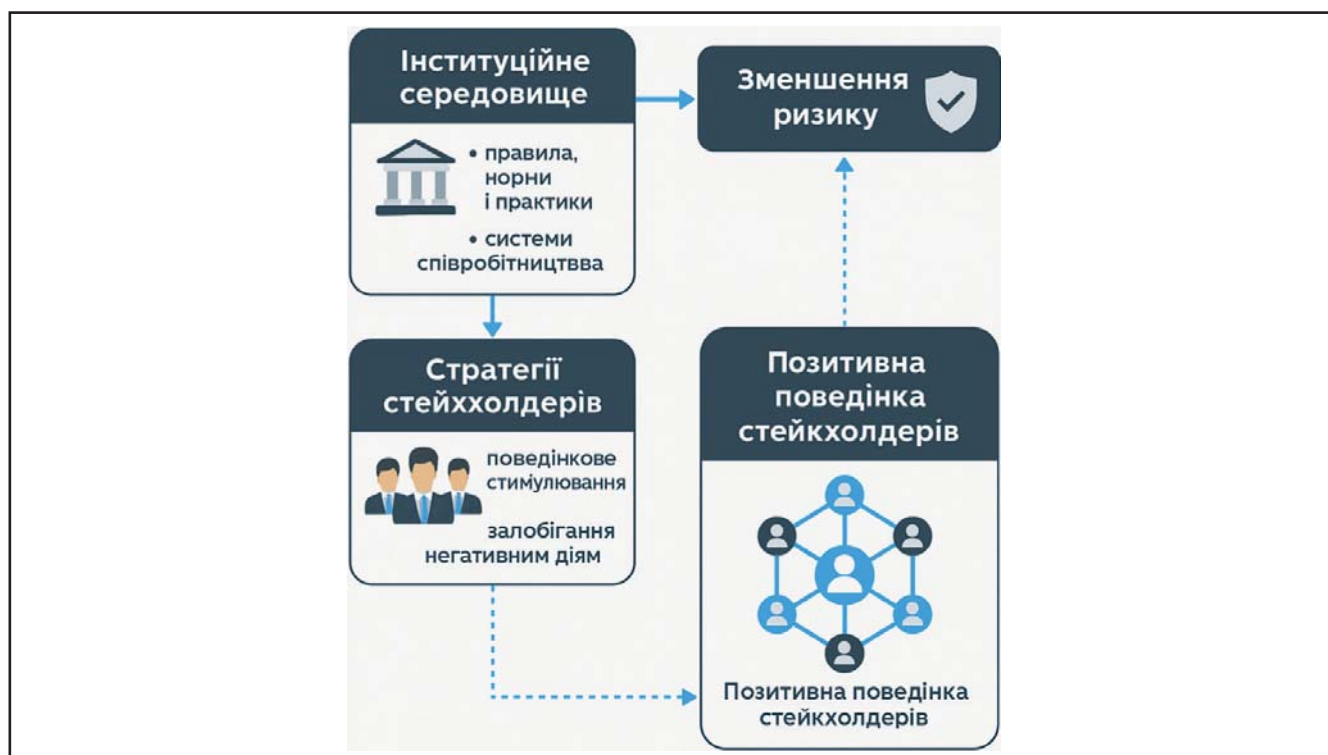 Інституційне
середовище
• правила,
норни
і практики
• системи
співробітництвва
Зменшення
ризику
Стратегії
стейххолдерів
поведінкове
стимулювання
залобігання
негативним діям
Позитивна
поведінка
стейкхолдерів
Позитивна поведінка
стейкхолдерів